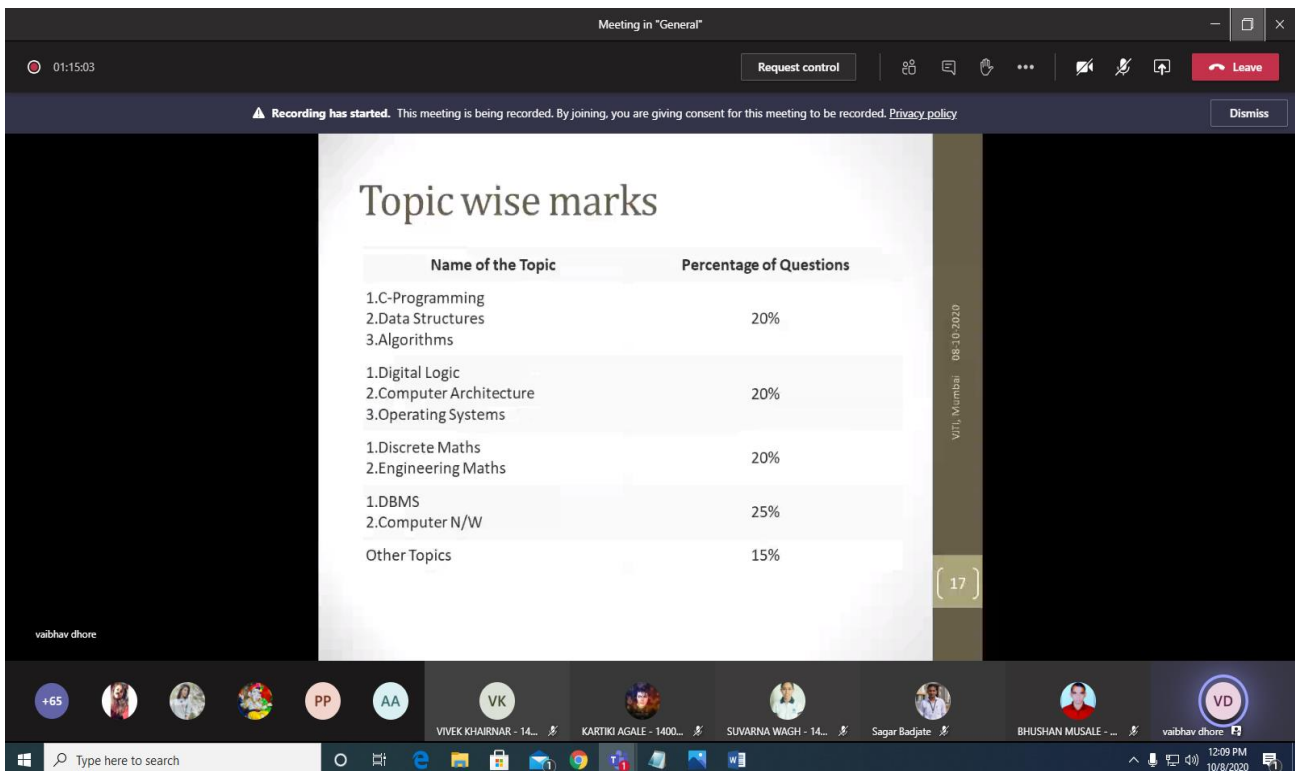 Meeting in "General"
01:15:03
Request control
Leave
Recording has started. This meeting is being recorded. By joining, you are giving consent for this meeting to be recorded. Privacy policy
Dismiss
Topic wise marks
Name of the Topic Percentage of Questions
1.C-Programming
2.Data Structures 20%
3.Algorithms
1.Digital Logic
2.Computer Architecture 20%
3.Operating Systems
1.Discrete Maths
2.Engineering Maths
20%
1.DBMS
2.Computer N/W
25%
Other Topics 15%
VJTI, Mumbai 08-10-2020
17
vaibhav dhore
+65 PP AA VK VD
VIVEK KHAIRNAR - 14... KARTIKI AGALE - 1400... SUVARNA WAGH - 14... Sagar Badjate BHUSHAN MUSALE - ... vaibhav dhore
Type here to search
12:09 PM
10/8/2020